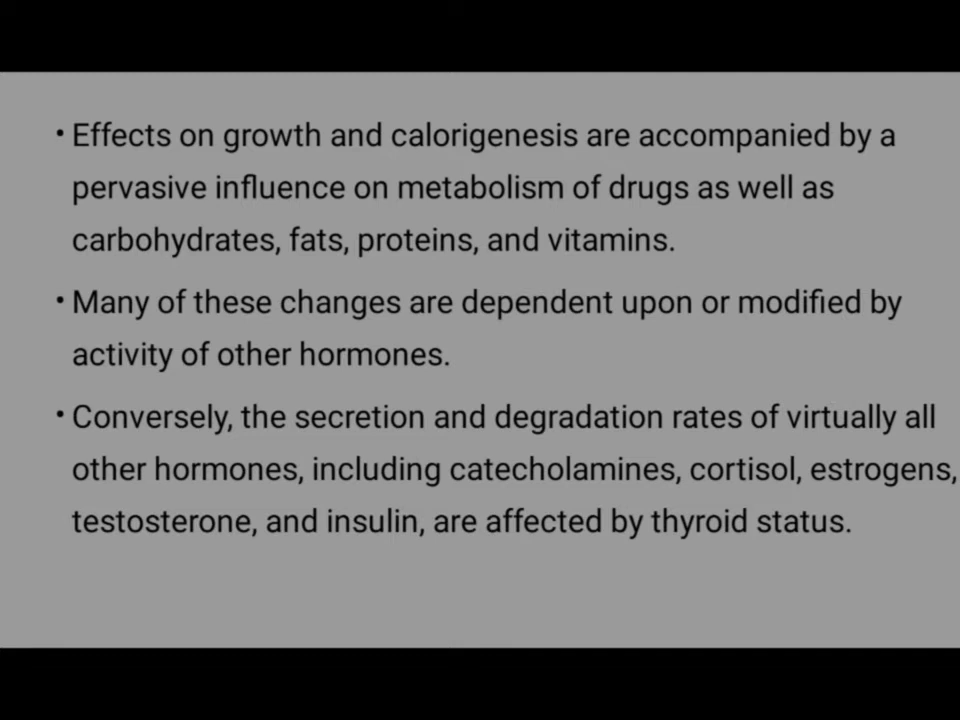 • Effects on growth and calorigenesis are accompanied by a
pervasive influence on metabolism of drugs as well as
carbohydrates, fats, proteins, and vitamins.
• Many of these changes are dependent upon or modified by
activity of other hormones.
• Conversely, the secretion and degradation rates of virtually all
other hormones, including catecholamines, cortisol, estrogens,
testosterone, and insulin, are affected by thyroid status.